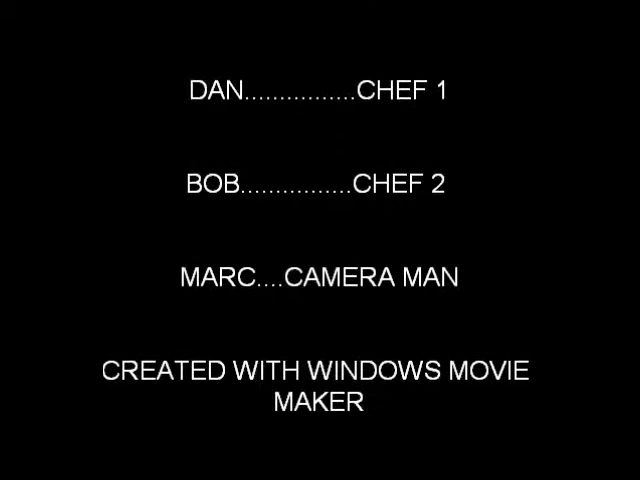 DAN................CHEF 1
BOB................CHEF 2
MARC....CAMERA MAN
CREATED WITH WINDOWS MOVIE
MAKER